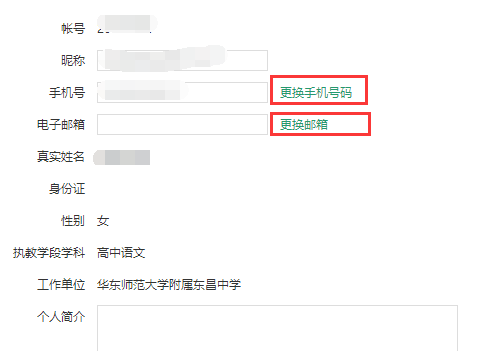 帐号
昵称
手机号 更换手机号码
电子邮箱 更换邮箱
真实姓名
身份证
性别 女
执教学段学科 高中语文
工作单位 华东师范大学附属东昌中学
个人简介